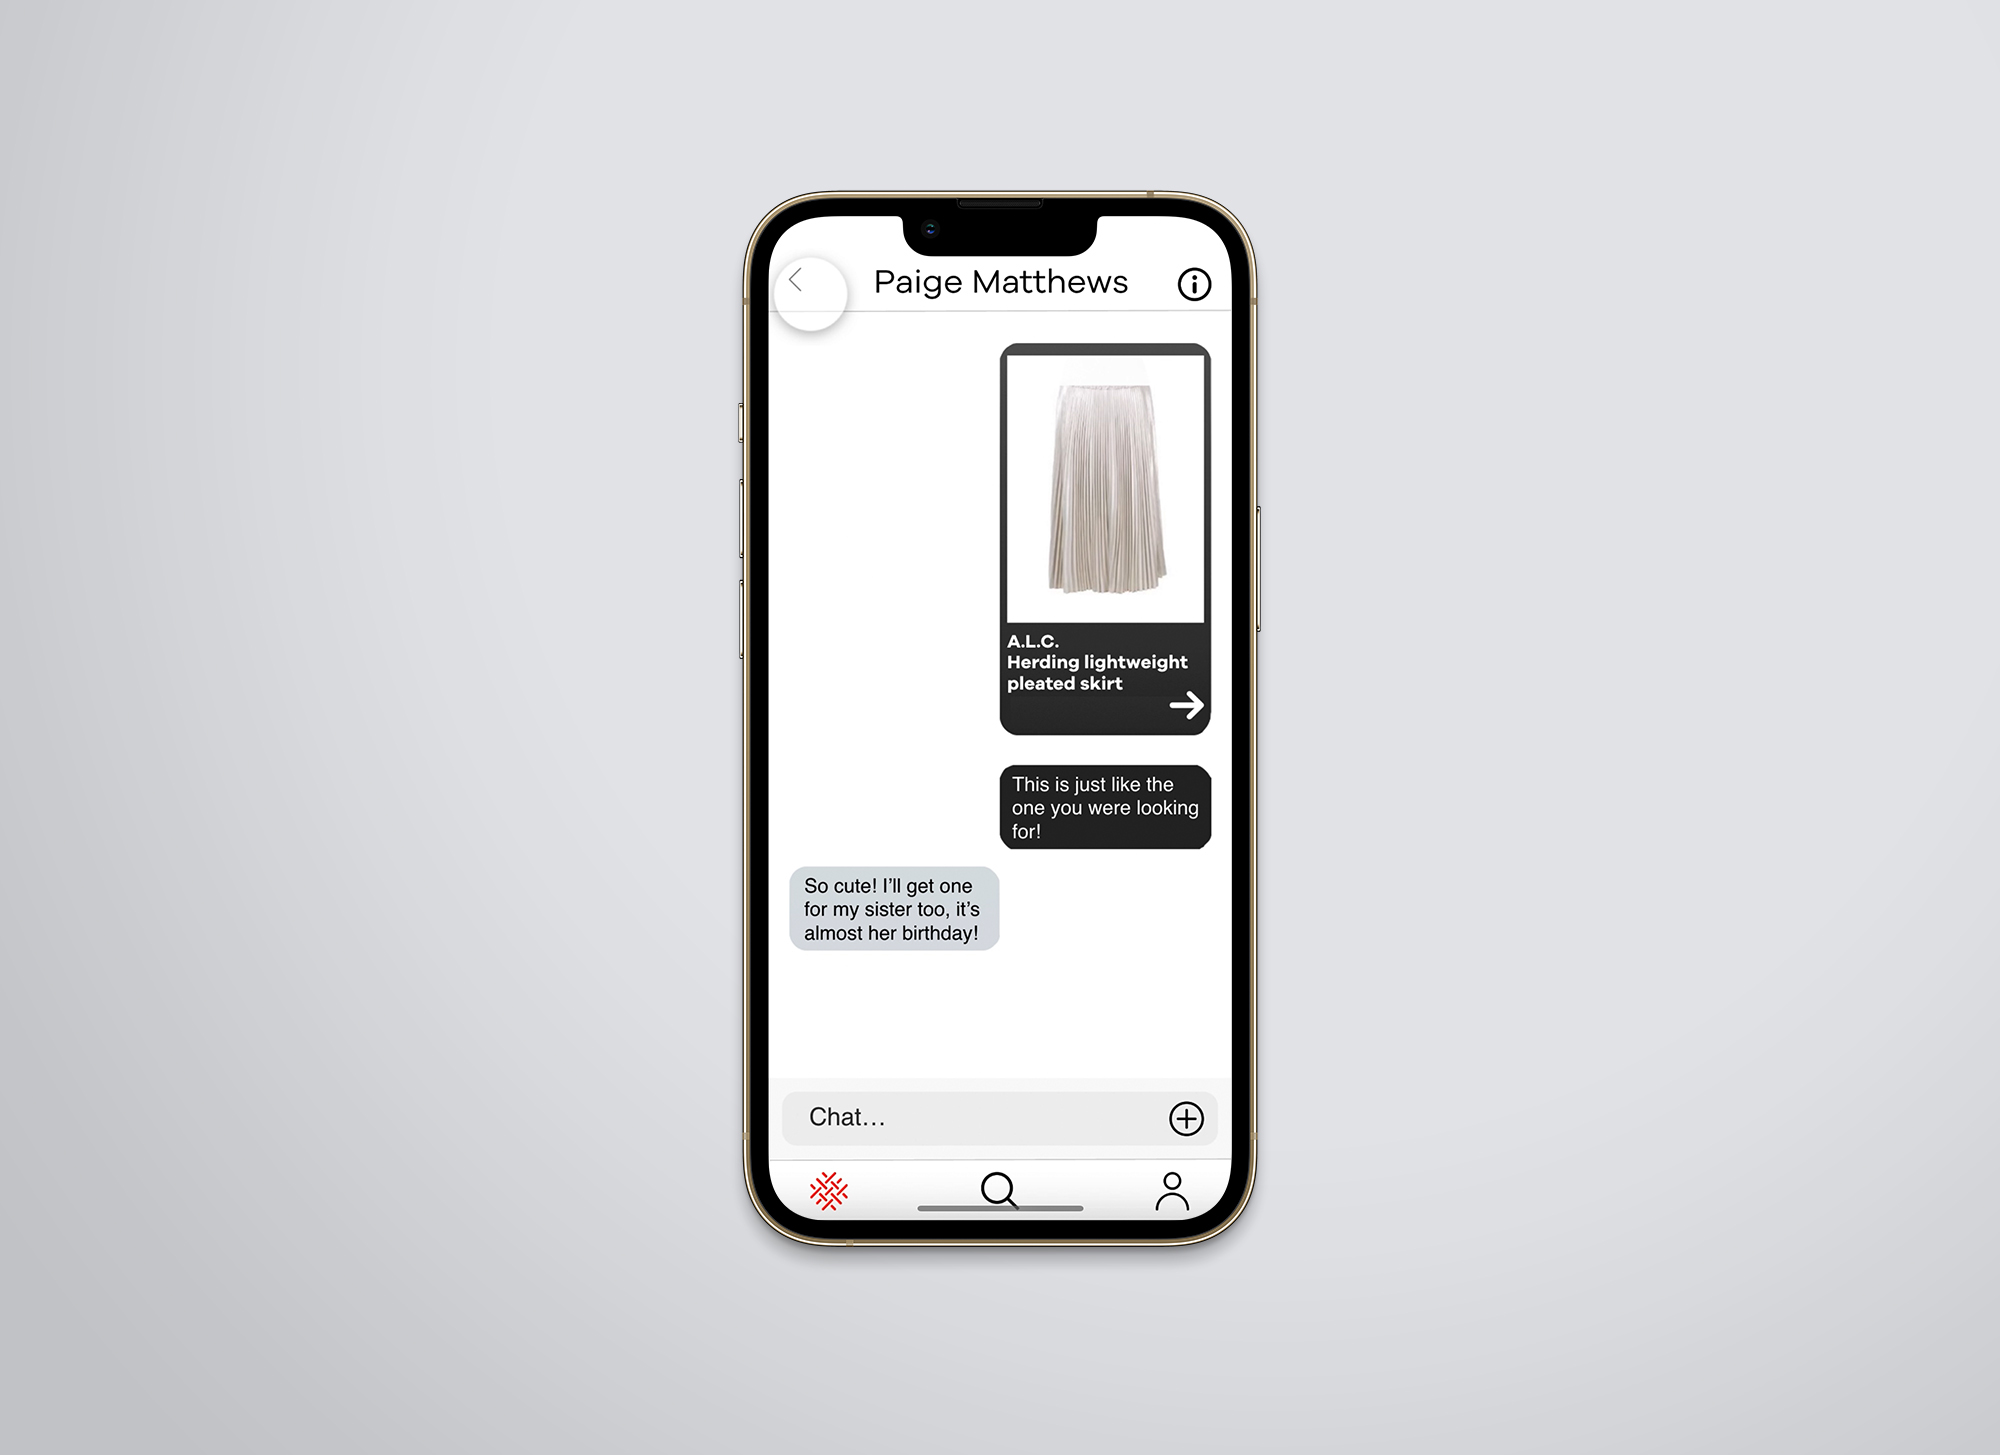 Paige Matthews
A.L.C.
Herding lightweight
pleated skirt
This is just like the
one you were looking
for!
So cute! I’ll get one
for my sister too, it’s
almost her birthday!
Chat...